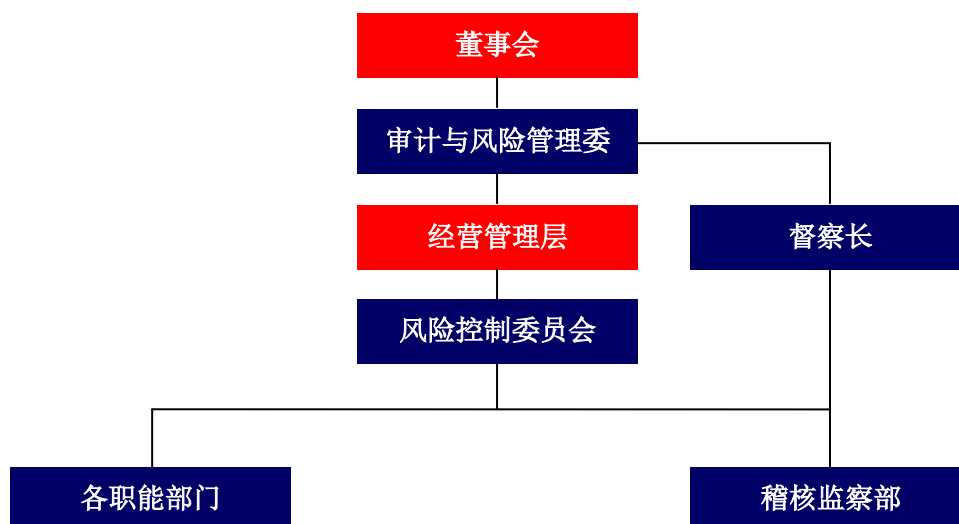 董事会
审计与风险管理委
经营管理层
督察长
风险控制委员会
各职能部门
稽核监察部